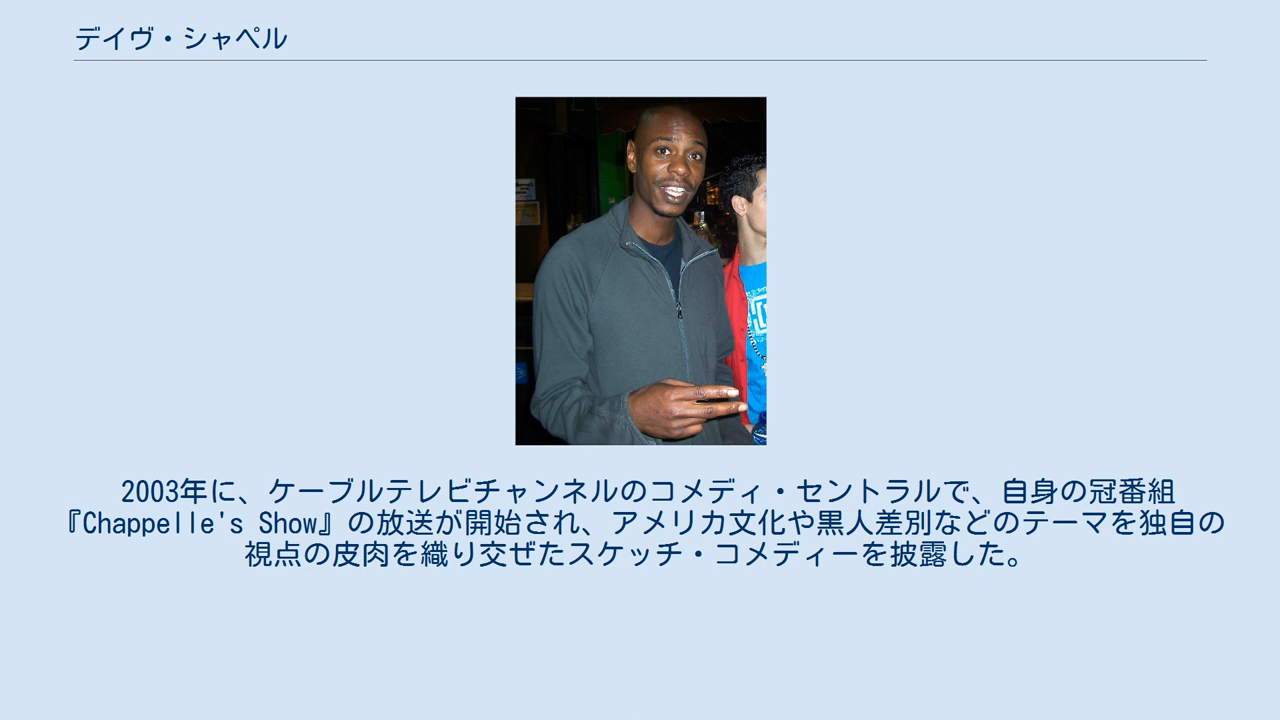 デイヴ・シャペル
2003年に、ケーブルテレビチャンネルのコメディ・セントラルで、自身の冠番組
『Chappelle's Show』の放送が開始され、アメリカ文化や黒人差別などのテーマを独自の
視点の皮肉を織り交ぜたスケッチ・コメディーを披露した。